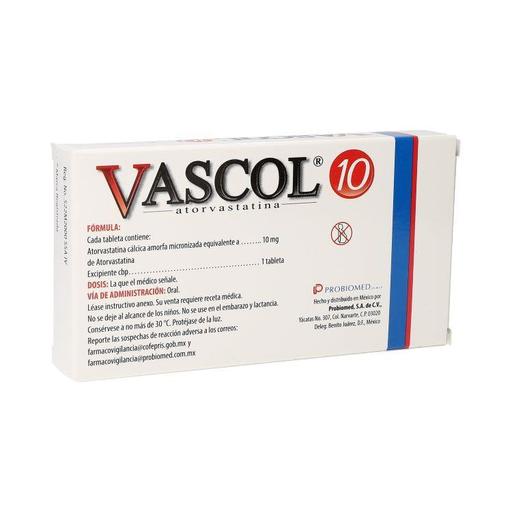 VASCOL® 10
atorvastatina
FÓRMULA:
Cada tableta contiene:
Atorvastatina cálcica amorfa micronizada equivalente a ....... 10 mg
de Atorvastatina
Excipiente cbp. ........ 1 tableta
DOSIS: La que el médico señale.
VÍA DE ADMINISTRACIÓN: Oral.
Léase instructivo anexo. Su venta requiere receta médica.
No se deje al alcance de los niños. No se use en el embarazo y lactancia.
Consérvese a no más de 30 °C. Protéjase de la luz.
Reporte las sospechas de reacción adversa a los correos:
farmacovigilancia@cofepris.gob.mx y
farmacovigilancia@probiomed.com.mx
PROBIOMED
Hecho y distribuido en México por
Probiomed, S.A. de C.V.,
Yácatas No. 307, Col. Narvarte, C.P. 03020
Deleg. Benito Juárez, D.F., México
Reg. No. 522M2000 SSA IV